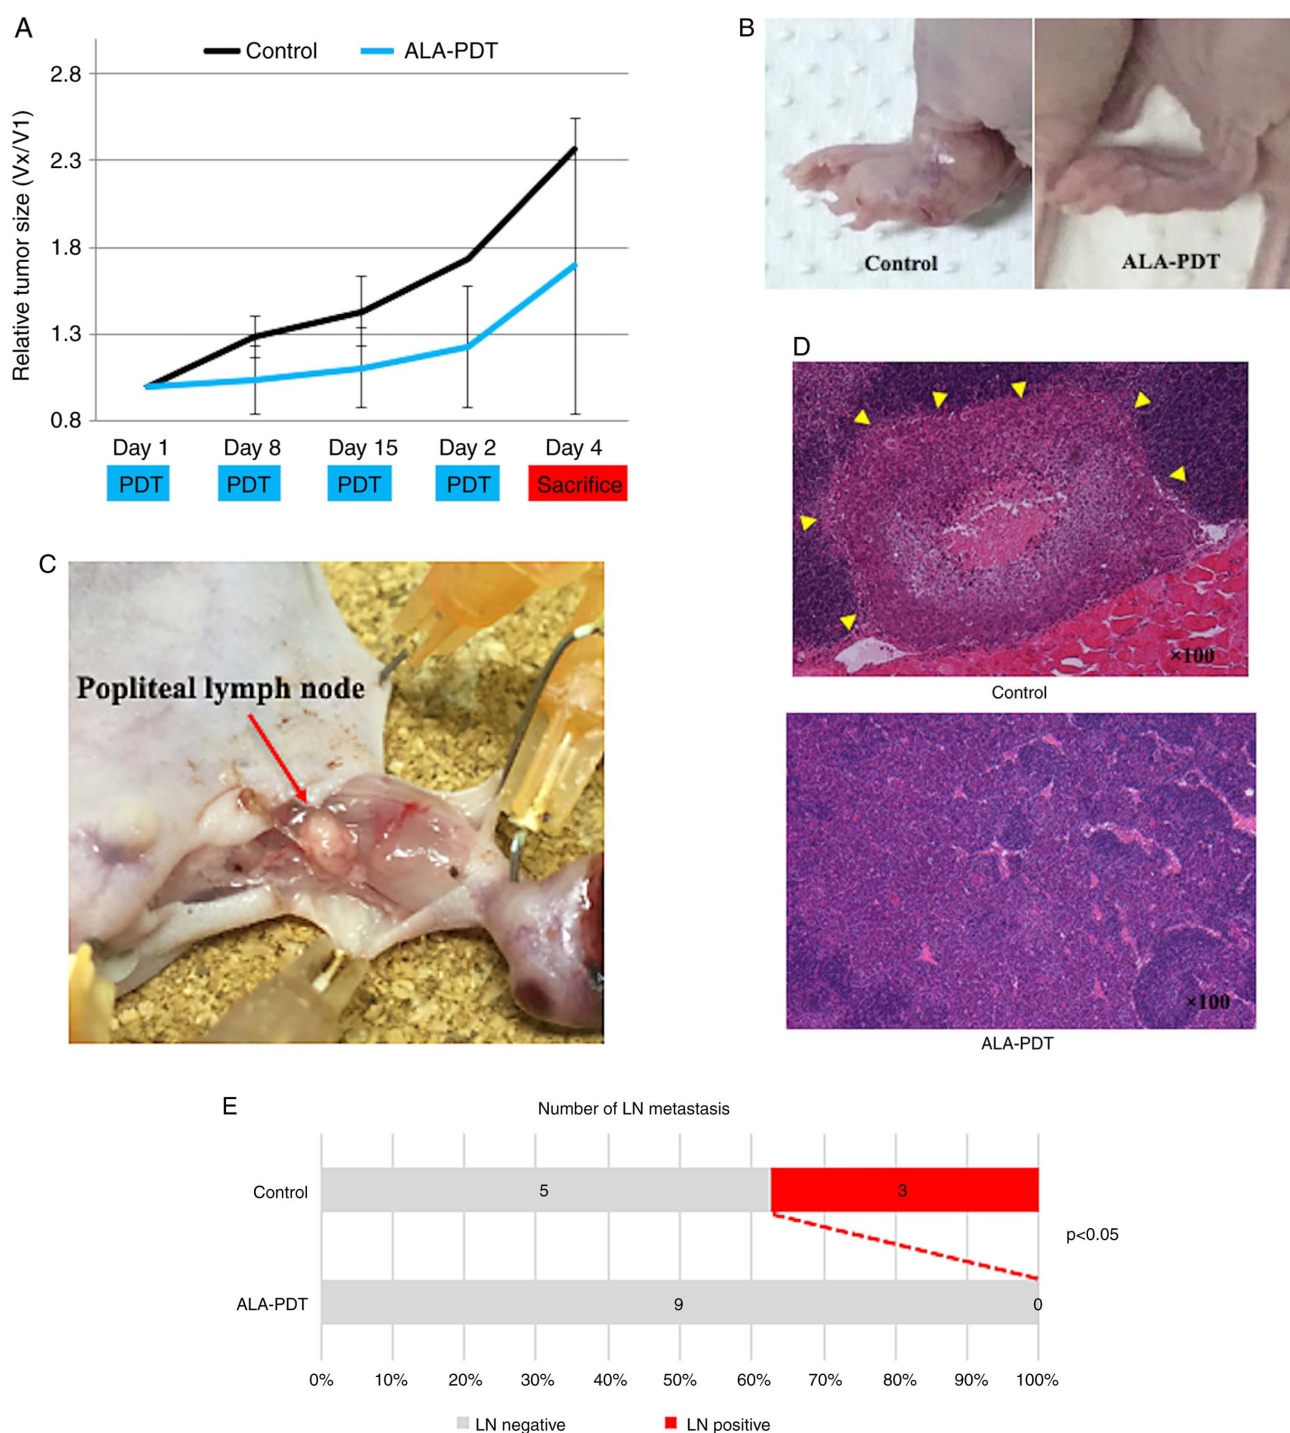 A
Control
ALA-PDT
Relative tumor size (Vx/V1)
2.8
2.3
1.8
1.3
0.8
Day 1
Day 8
Day 15
Day 2
Day 4
PDT
PDT
PDT
PDT
Sacrifice
B
Control
ALA-PDT
C
Popliteal lymph node
D
×100
Control
×100
ALA-PDT
E
Number of LN metastasis
Control
5
3
p<0.05
ALA-PDT
9
0
0%
10%
20%
30%
40%
50%
60%
70%
80%
90%
100%
LN negative
LN positive